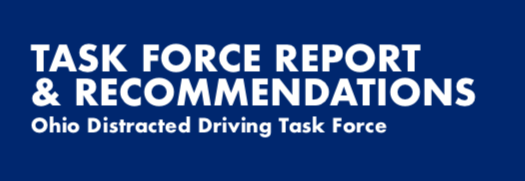 TASK FORCE REPORT
& RECOMMENDATIONS
Ohio Distracted Driving Task Force